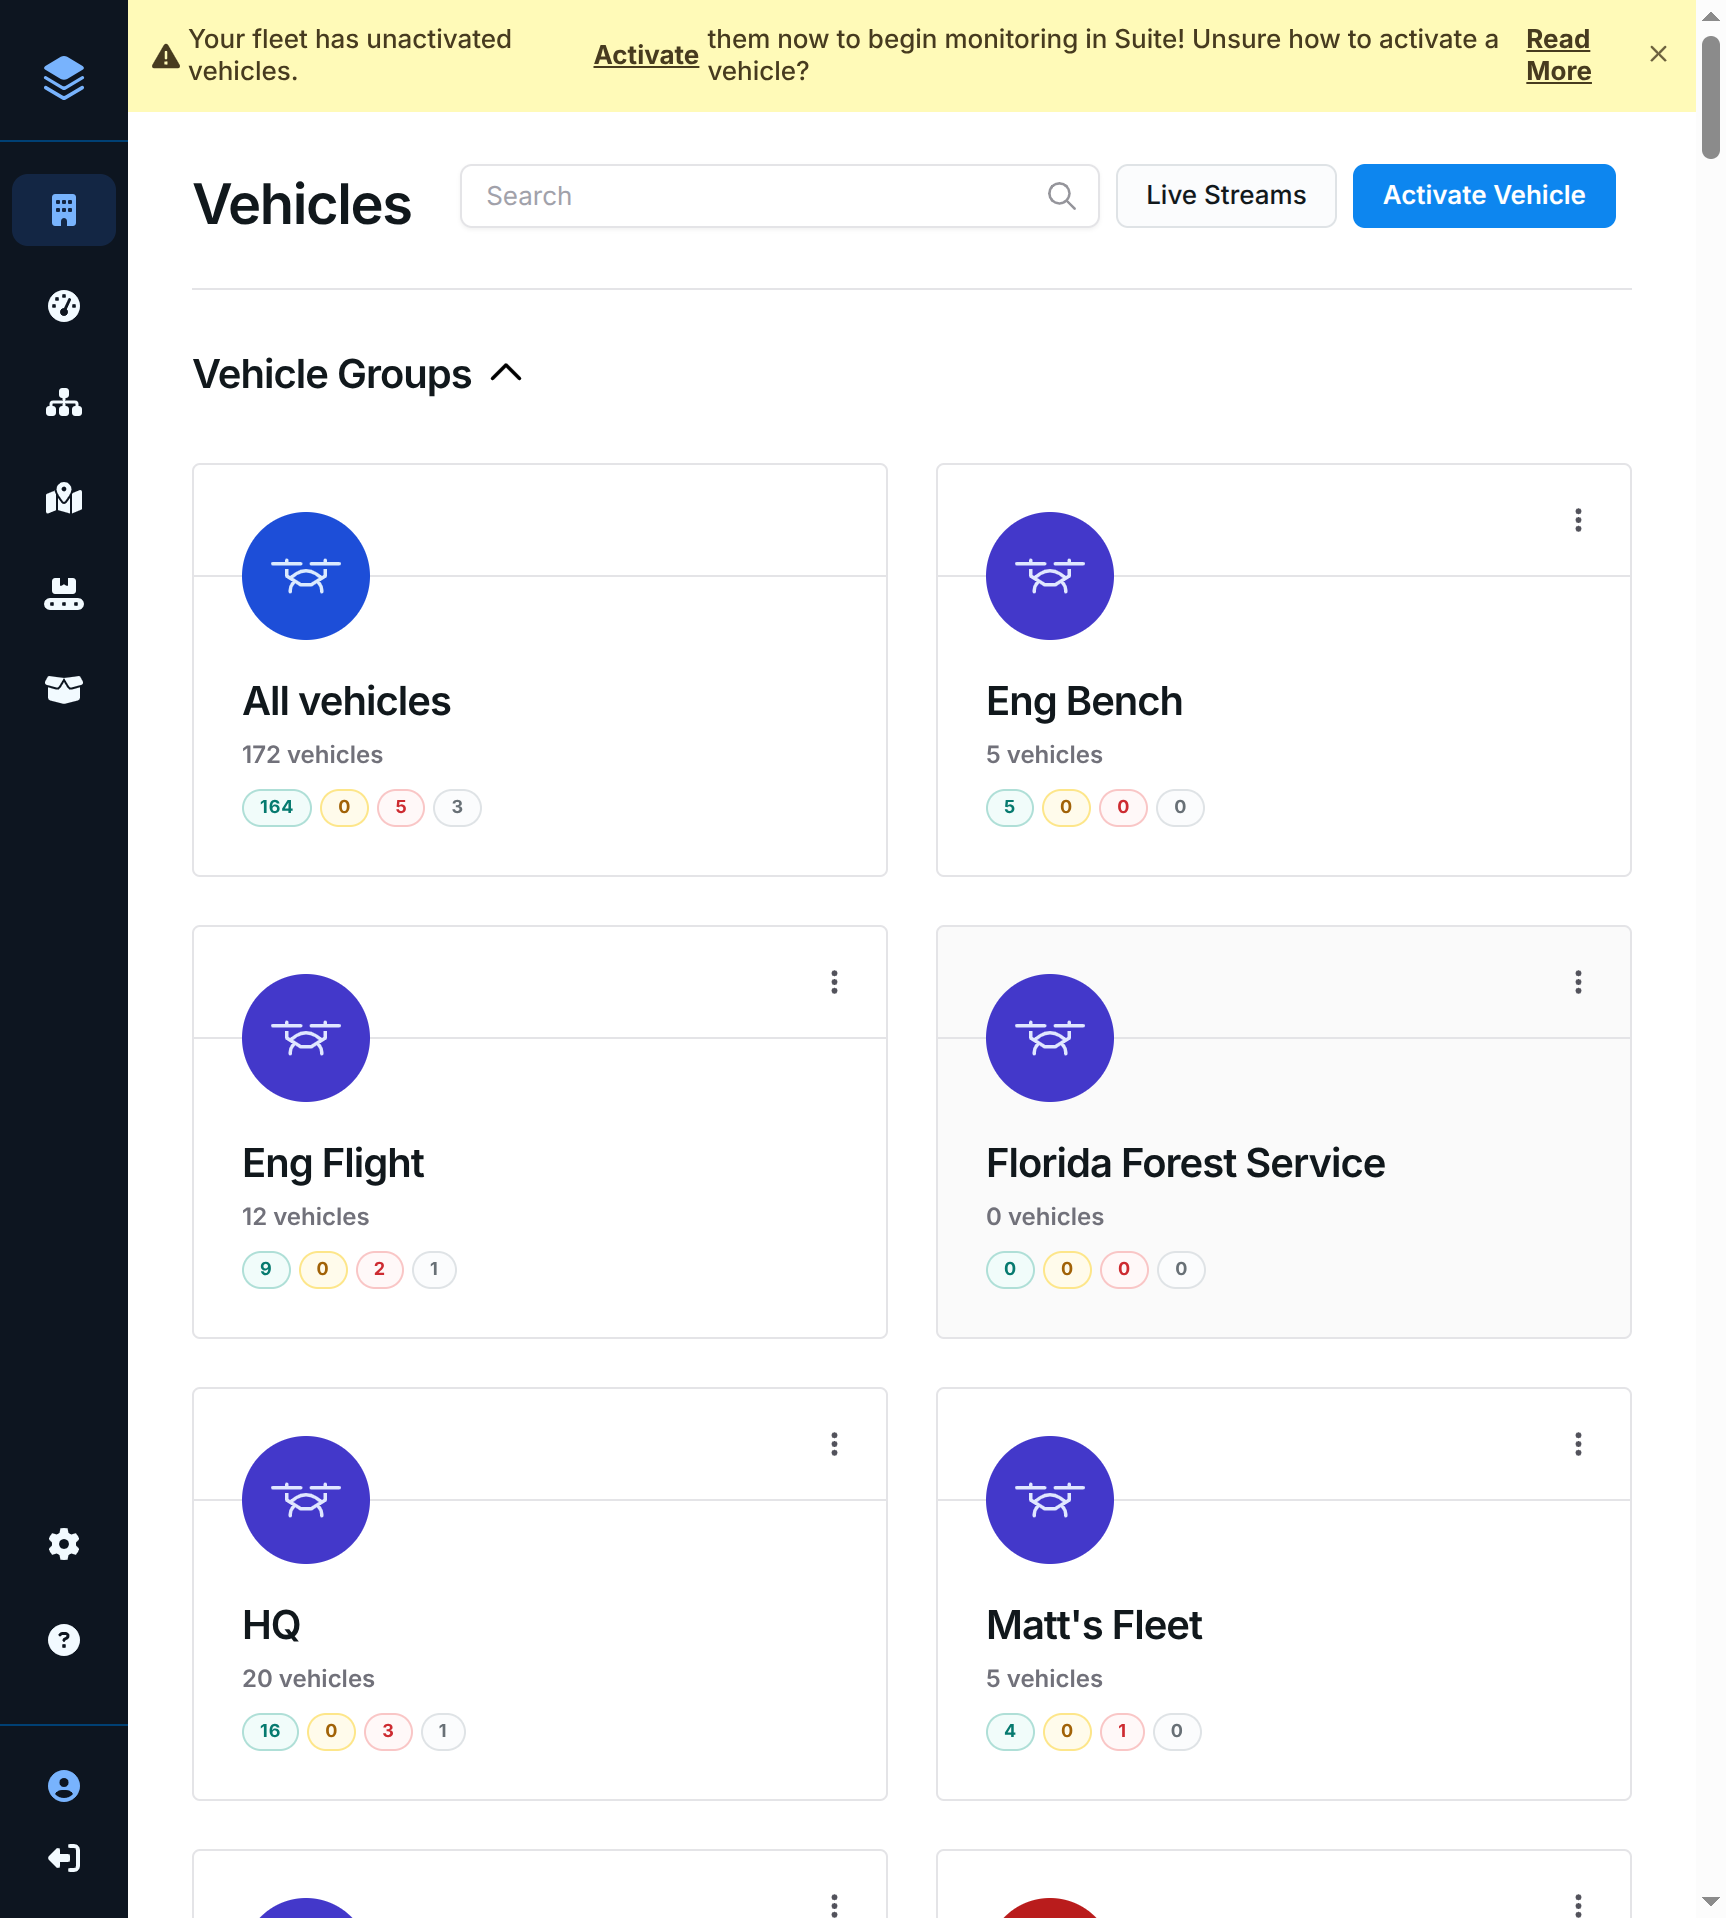 Your fleet has unactivated vehicles. Activate them now to begin monitoring in Suite! Unsure how to activate a vehicle? Read More
Vehicles
Search
Live Streams
Activate Vehicle
Vehicle Groups
All vehicles
172 vehicles
164 0 5 3
Eng Bench
5 vehicles
5 0 0 0
Eng Flight
12 vehicles
9 0 2 1
Florida Forest Service
0 vehicles
0 0 0 0
HQ
20 vehicles
16 0 3 1
Matt's Fleet
5 vehicles
4 0 1 0